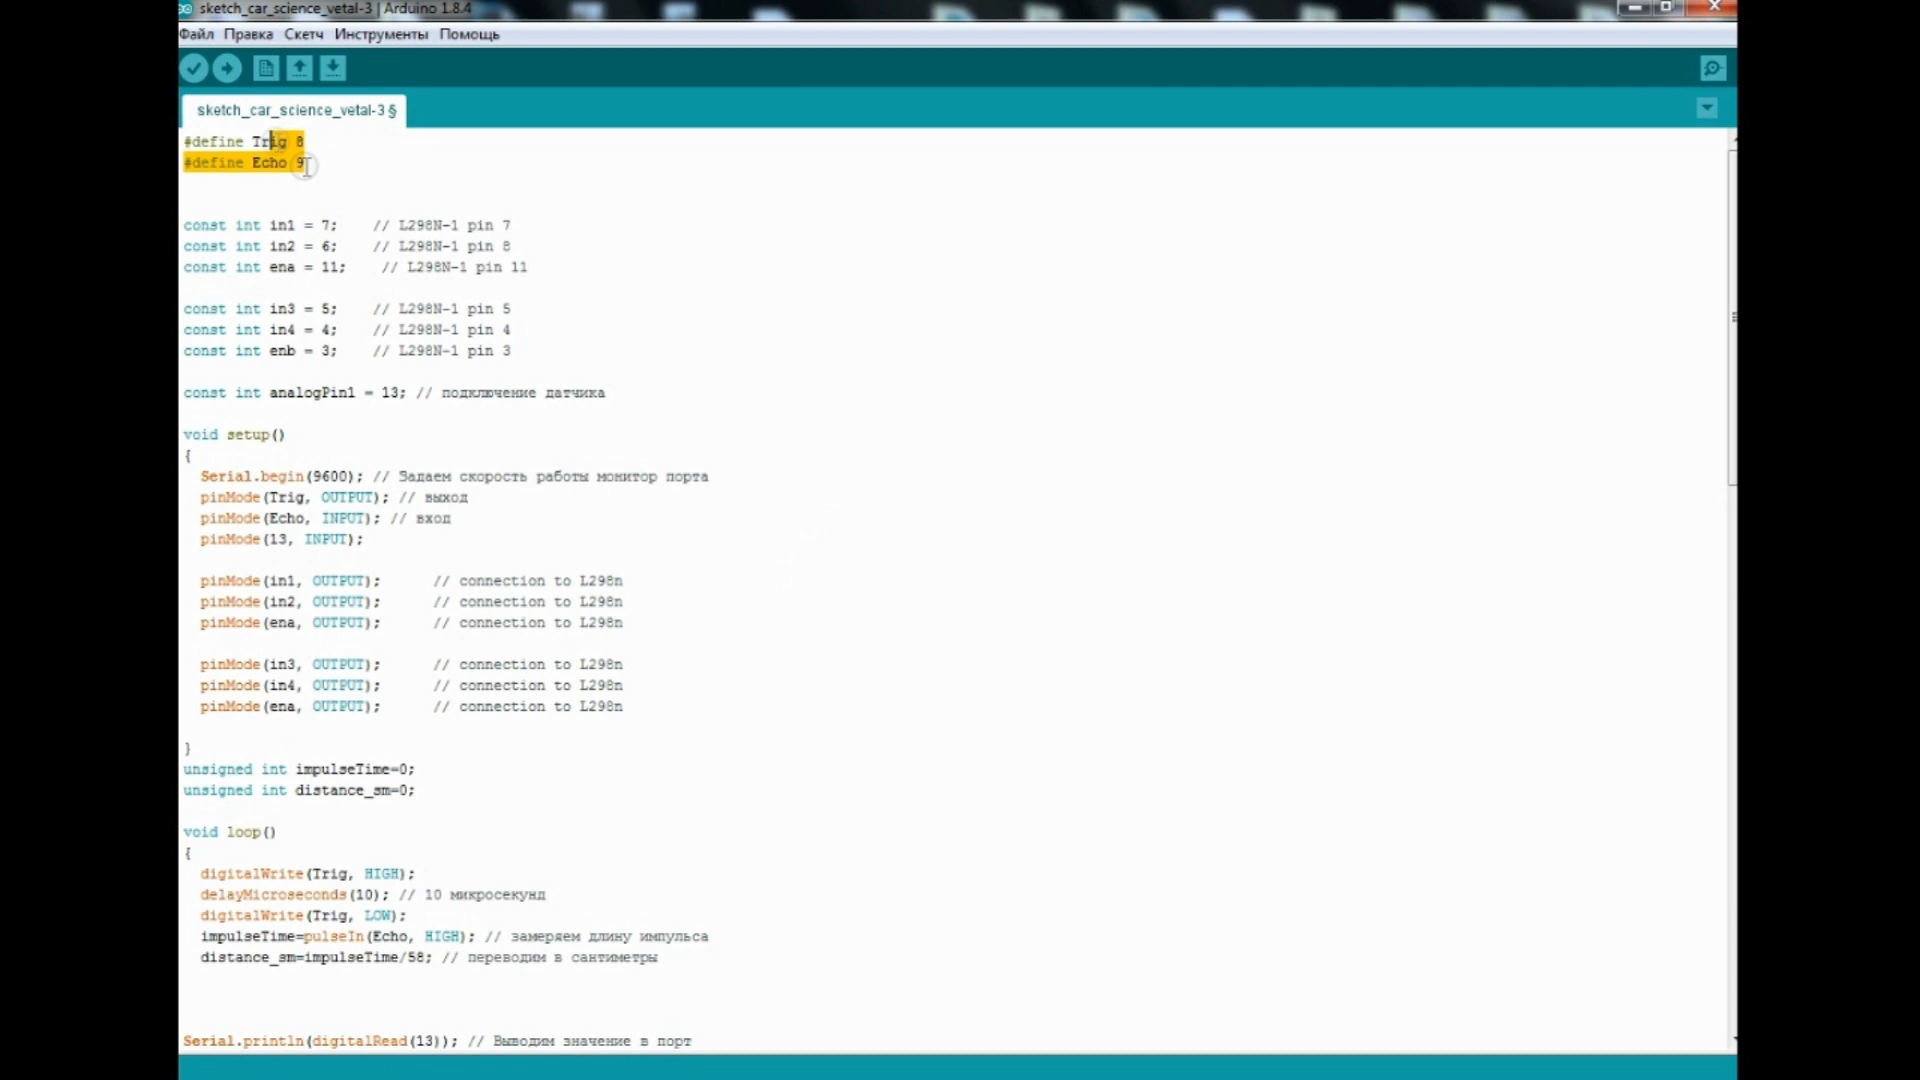 sketch_car_science_vetal-3 | Arduino 1.8.4
Файл Правка Скетч Инструменты Помощь
sketch_car_science_vetal-3 §
#define Trig 8
#define Echo 9
const int in1 = 7; // L298N-1 pin 7
const int in2 = 6; // L298N-1 pin 8
const int ena = 11; // L298N-1 pin 11
const int in3 = 5; // L298N-1 pin 5
const int in4 = 4; // L298N-1 pin 4
const int enb = 3; // L298N-1 pin 3
const int analogPin1 = 13; // подключение датчика
void setup()
{
Serial.begin(9600); // Задаем скорость работы монитор порта
pinMode(Trig, OUTPUT); // выход
pinMode(Echo, INPUT); // вход
pinMode(13, INPUT);
pinMode(in1, OUTPUT); // connection to L298n
pinMode(in2, OUTPUT); // connection to L298n
pinMode(ena, OUTPUT); // connection to L298n
pinMode(in3, OUTPUT); // connection to L298n
pinMode(in4, OUTPUT); // connection to L298n
pinMode(ena, OUTPUT); // connection to L298n
}
unsigned int impulseTime=0;
unsigned int distance_sm=0;
void loop()
{
digitalWrite(Trig, HIGH);
delayMicroseconds(10); // 10 микросекунд
digitalWrite(Trig, LOW);
impulseTime=pulseIn(Echo, HIGH); // замеряем длину импульса
distance_sm=impulseTime/58; // переводим в сантиметры
Serial.println(digitalRead(13)); // Выводим значение в порт